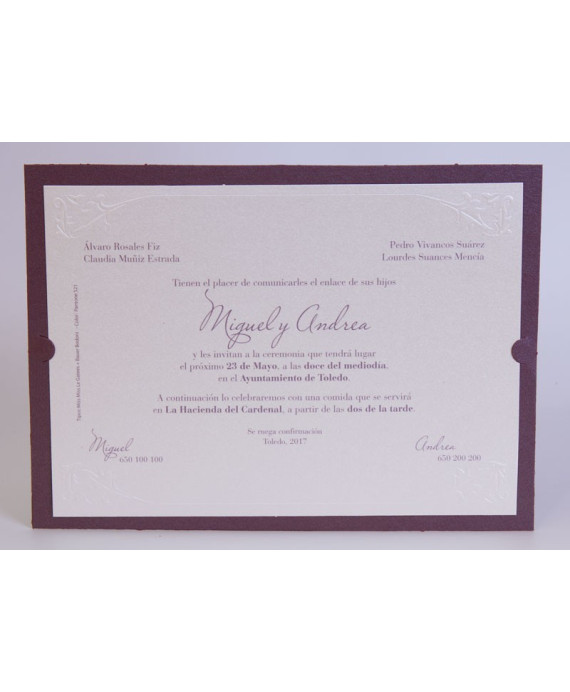 Álvaro Rosales Fiz
Claudia Muñíz Estrada
Pedro Vivancos Suárez
Lourdes Suances Mencía
Tienen el placer de comunicarles el enlace de sus hijos
Miguel y Andrea
y les invitan a la ceremonia que tendrá lugar
el próximo 23 de Mayo, a las doce del mediodía,
en el Ayuntamiento de Toledo.
A continuación lo celebraremos con una comida que se servirá
en La Hacienda del Cardenal, a partir de las dos de la tarde.
Se ruega confirmación
Toledo, 2017
Miguel
650 100 100
Andrea
650 200 200